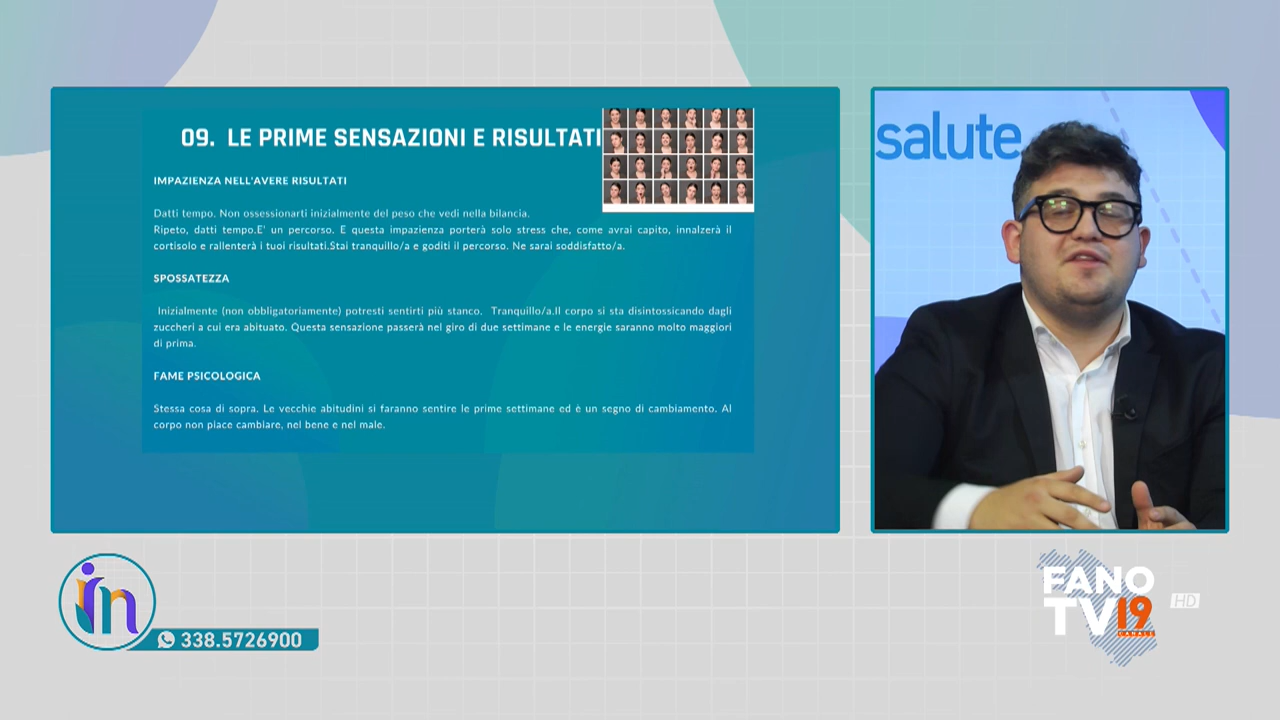 09. LE PRIME SENSAZIONI E RISULTATI
IMPAZIENZA NELL'AVERE RISULTATI
Datti tempo. Non ossessionarti inizialmente del peso che vedi nella bilancia.
Ripeto, datti tempo.E' un percorso. E questa impazienza porterà solo stress che, come avrai capito, innalzerà il
cortisolo e rallenterà i tuoi risultati.Stai tranquillo/a e goditi il percorso. Ne sarai soddisfatto/a.
SPOSSATEZZA
Inizialmente (non obbligatoriamente) potresti sentirti più stanco. Tranquillo/a.Il corpo si sta disintossicando dagli
zuccheri a cui era abituato. Questa sensazione passerà nel giro di due settimane e le energie saranno molto maggiori
di prima.
FAME PSICOLOGICA
Stessa cosa di sopra. Le vecchie abitudini si faranno sentire le prime settimane ed è un segno di cambiamento. Al
corpo non piace cambiare, nel bene e nel male.
salute
in
338.5726900
FANO
TV19
CANALE
HD